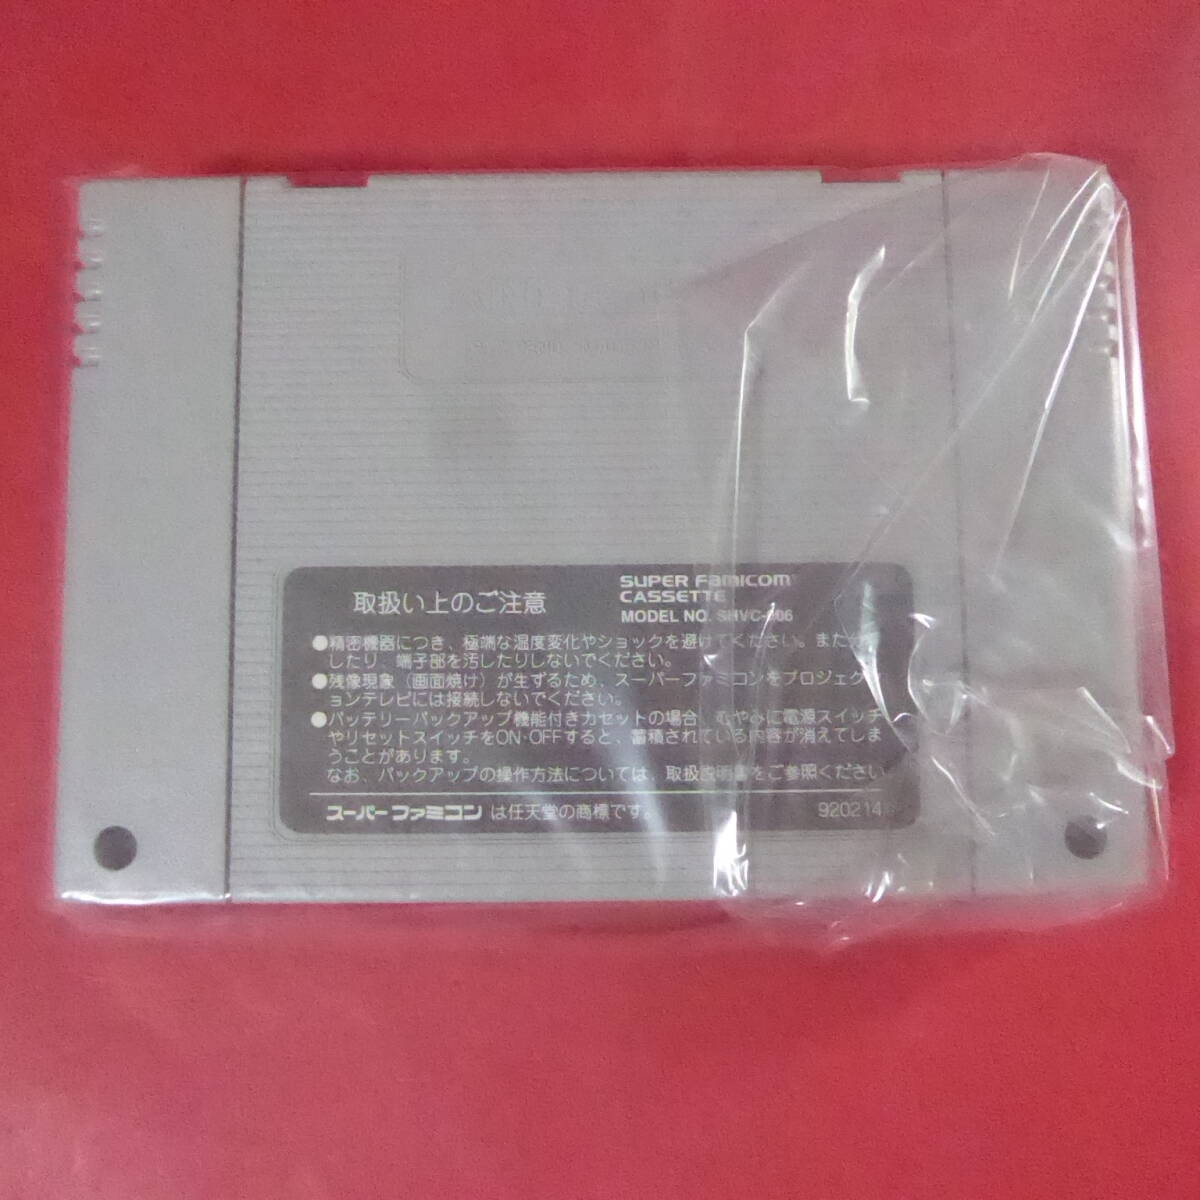 取扱い上のご注意
SUPER FAMICOM
CASSETTE
MODEL NO. SHVC-006
●精密機器につき、極端な温度変化やショックを避けてください。また分
したり、端子部を汚したりしないでください。
●残像現象（画面焼け）が生ずるため、スーパーファミコンをプロジェク
ョンテレビには接続しないでください。
●バッテリーバックアップ機能付きカセットの場合、むやみに電源スイッチ
やリセットスイッチをON・OFFすると、蓄積されている内容が消えてしま
うことがあります。
なお、バックアップの操作方法については、取扱説明書をご参照ください
スーパーファミコン は任天堂の商標です。
920214